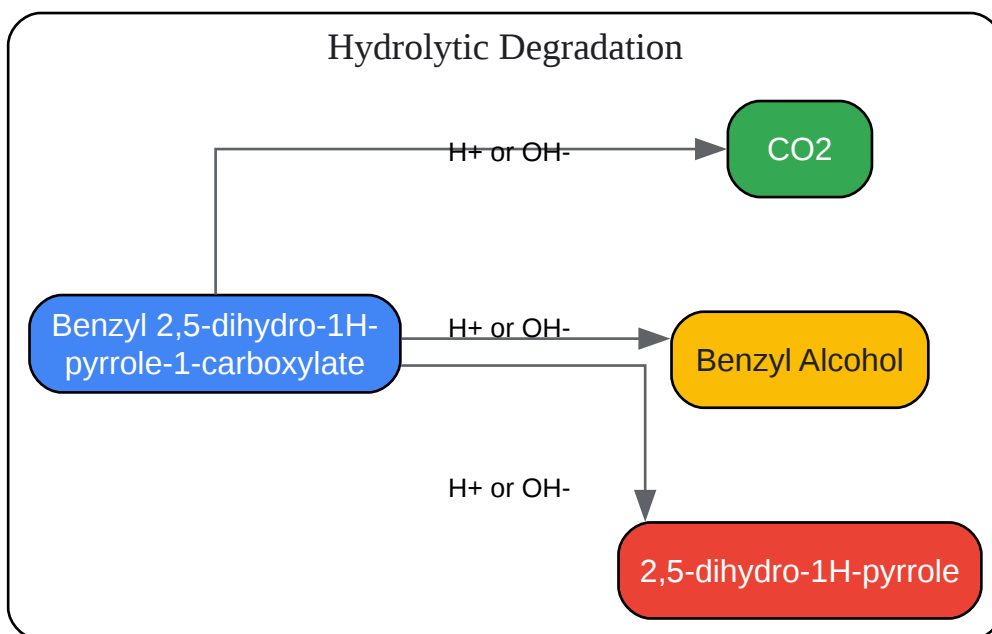 Hydrolytic Degradation
H+ or OH-
CO2
Benzyl 2,5-dihydro-1H-
pyrrole-1-carboxylate
H+ or OH-
Benzyl Alcohol
H+ or OH-
2,5-dihydro-1H-pyrrole